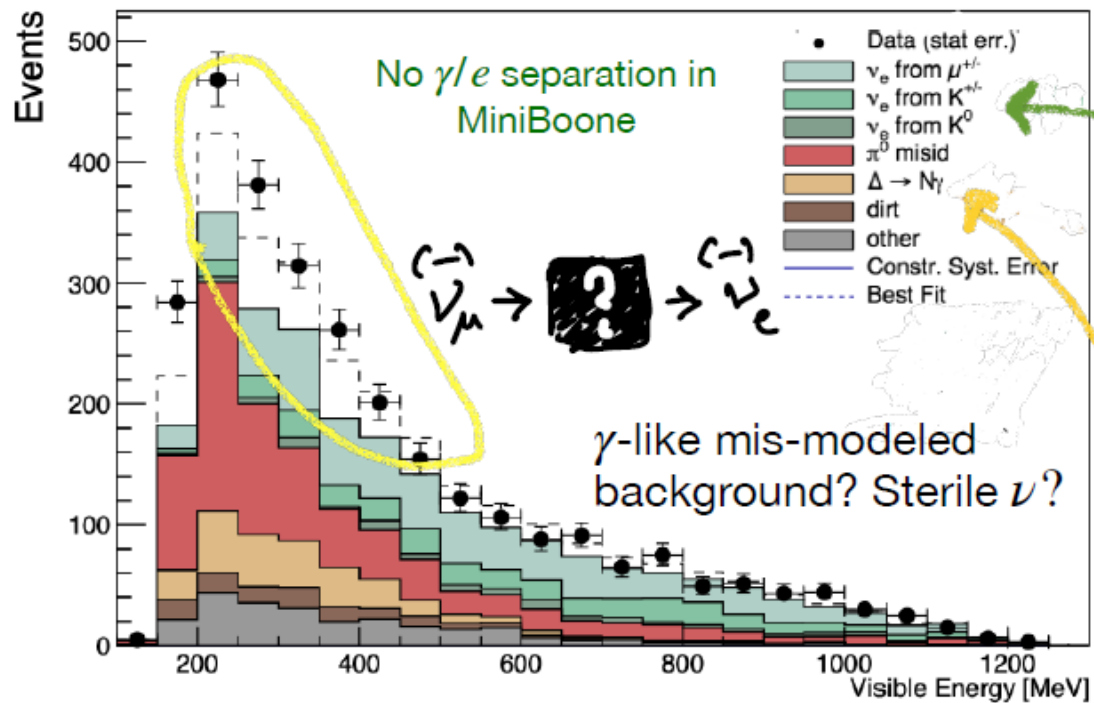 Events
500
400
300
200
100
0
No γ/e separation in
MiniBoone
Data (stat err.)
νe from μ+/-
νe from K+/-
νe from K0
π0 misid
Δ → Nγ
dirt
other
Constr. Syst. Error
Best Fit
(-) (-)
νμ → ? → νe
γ-like mis-modeled
background? Sterile ν?
200 400 600 800 1000 1200
Visible Energy [MeV]